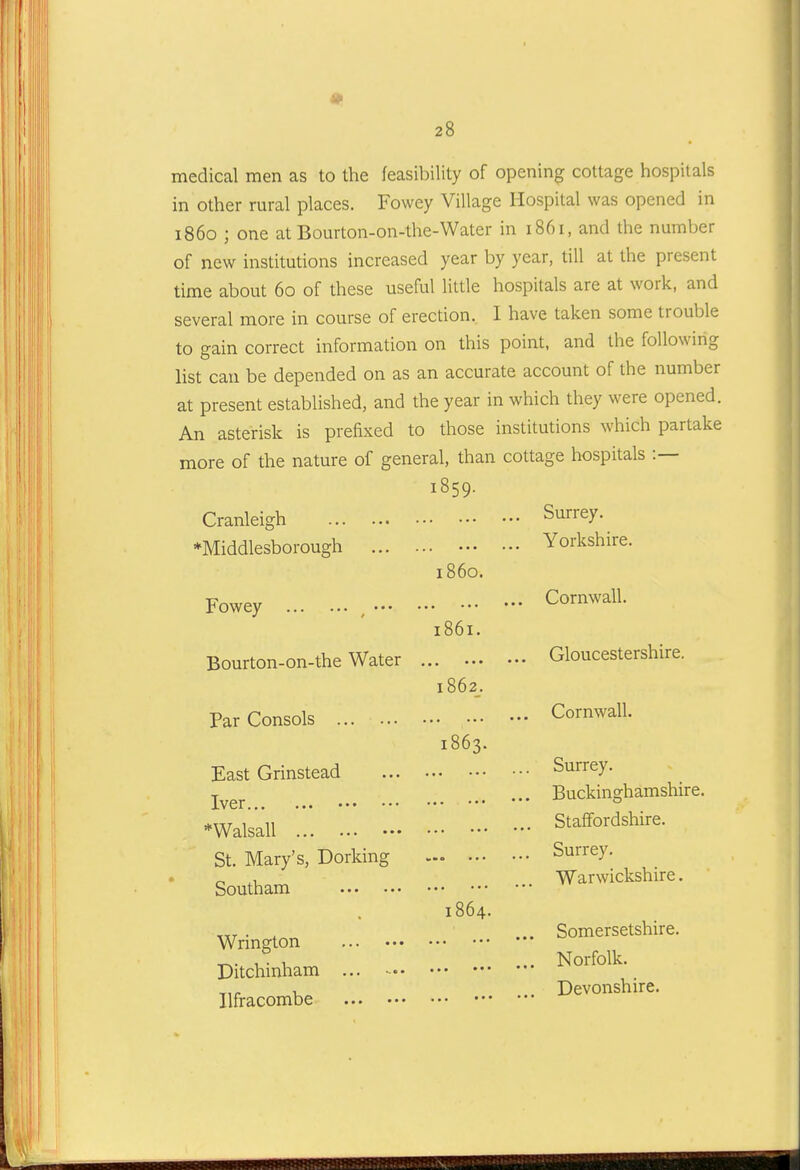 28
medical men as to the feasibility of opening cottage hospitals
in other rural places. Fowey Village Hospital was opened in
1860 ; one at Bourton-on-the-Water in 1861, and the number
of new institutions increased year by year, till at the present
time about 60 of these useful little hospitals are at work, and
several more in course of erection. I have taken some trouble
to gain correct information on this point, and the following
list can be depended on as an accurate account of the number
at present established, and the year in which they were opened.
An asterisk is prefixed to those institutions which partake
more of the nature of general, than cottage hospitals :—
1859.
Cranleigh ... ... ... ... ... Surrey.
*Middlesborough ... ... ... ... Yorkshire.
1860.
Fowey ... ... ... ... ... ... Cornwall.
1861.
Bourton-on-the Water ... ... ... Gloucestershire.
1862.
Par Consols ... ... ... ... ... Cornwall.
1863.
East Grinstead ... ... ... ... Surrey.
Iver... ... ... ... ... ... ... Buckinghamshire.
*Walsall ... ... ... ... ... ... Staffordshire.
St. Mary's, Dorking ... ... ... Surrey.
Southam ... ... ... ... ... Warwickshire.
1864.
Wrington ... ... ... ... ... Somersetshire.
Ditchinham ... ... ... ... ... Norfolk.
Ilfracombe ... ... ... ... ... Devonshire.